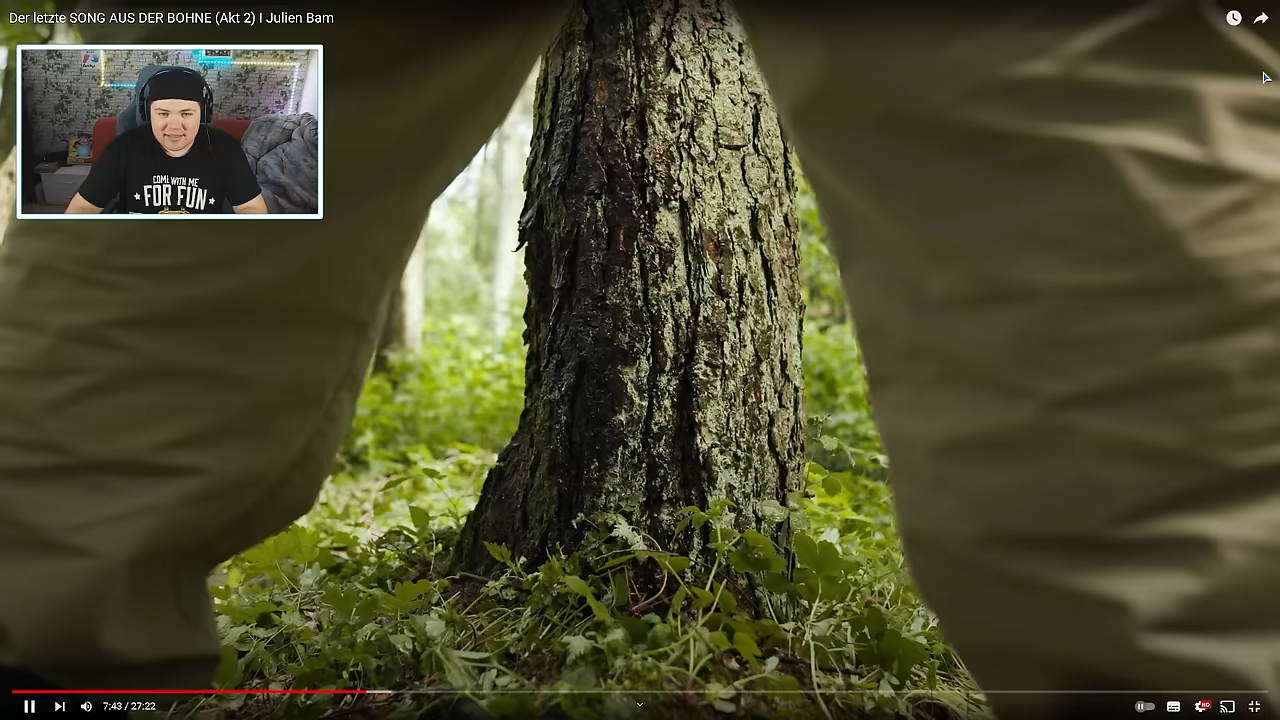 Der letzte SONG AUS DER BOHNE (Akt 2) I Julien Bam
COME WITH ME
FOR FUN
7:43 / 27:22
HD